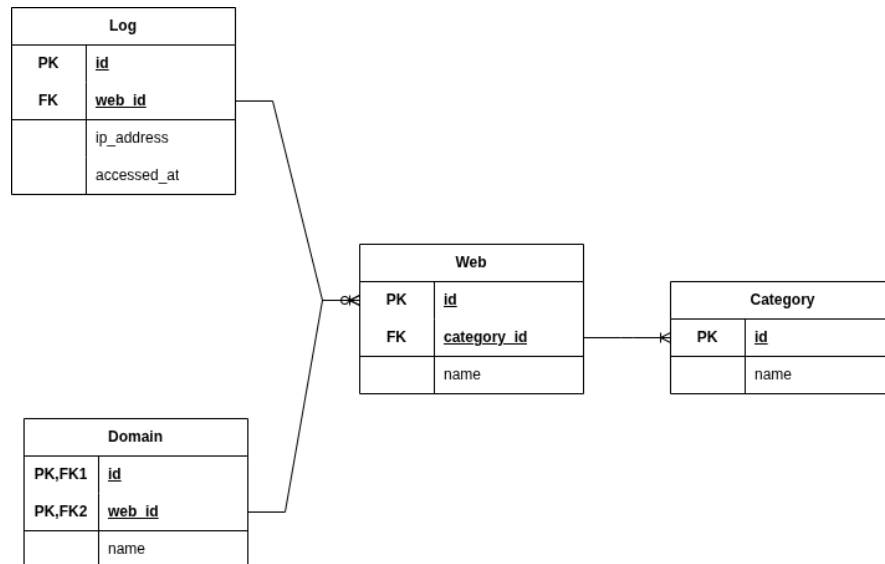 Log
PK id
FK web_id
ip_address
accessed_at
Web
PK id
FK category_id
name
Category
PK id
name
Domain
PK,FK1 id
PK,FK2 web_id
name